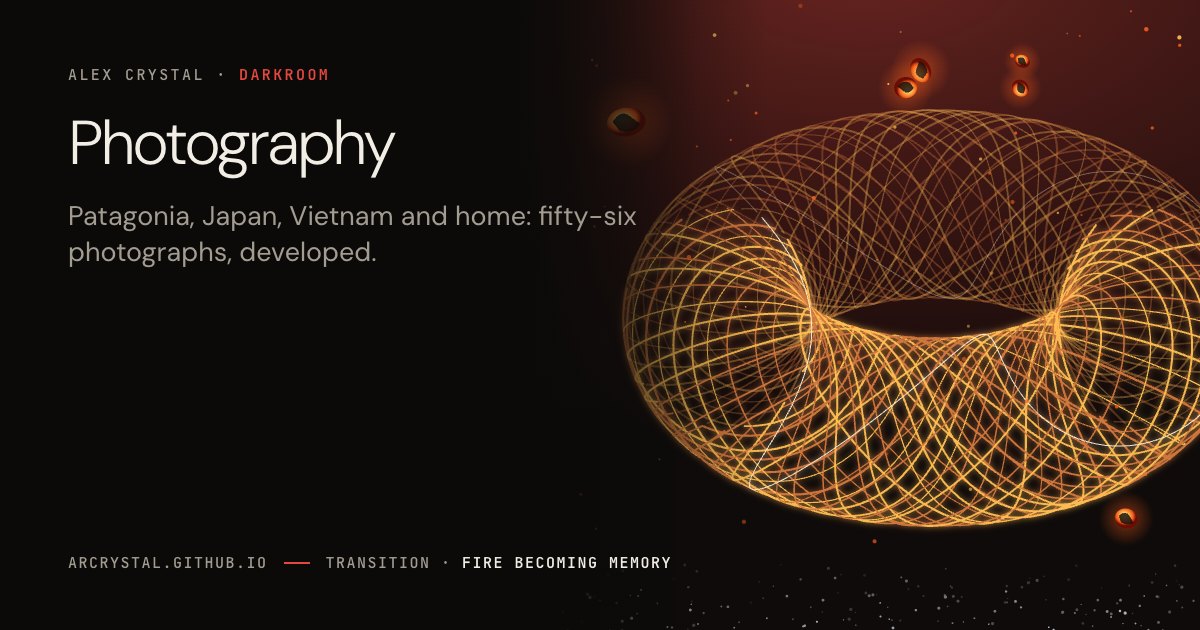 ALEX CRYSTAL · DARKROOM
Photography
Patagonia, Japan, Vietnam and home: fifty-six
photographs, developed.
ARCRYSTAL.GITHUB.IO — TRANSITION · FIRE BECOMING MEMORY